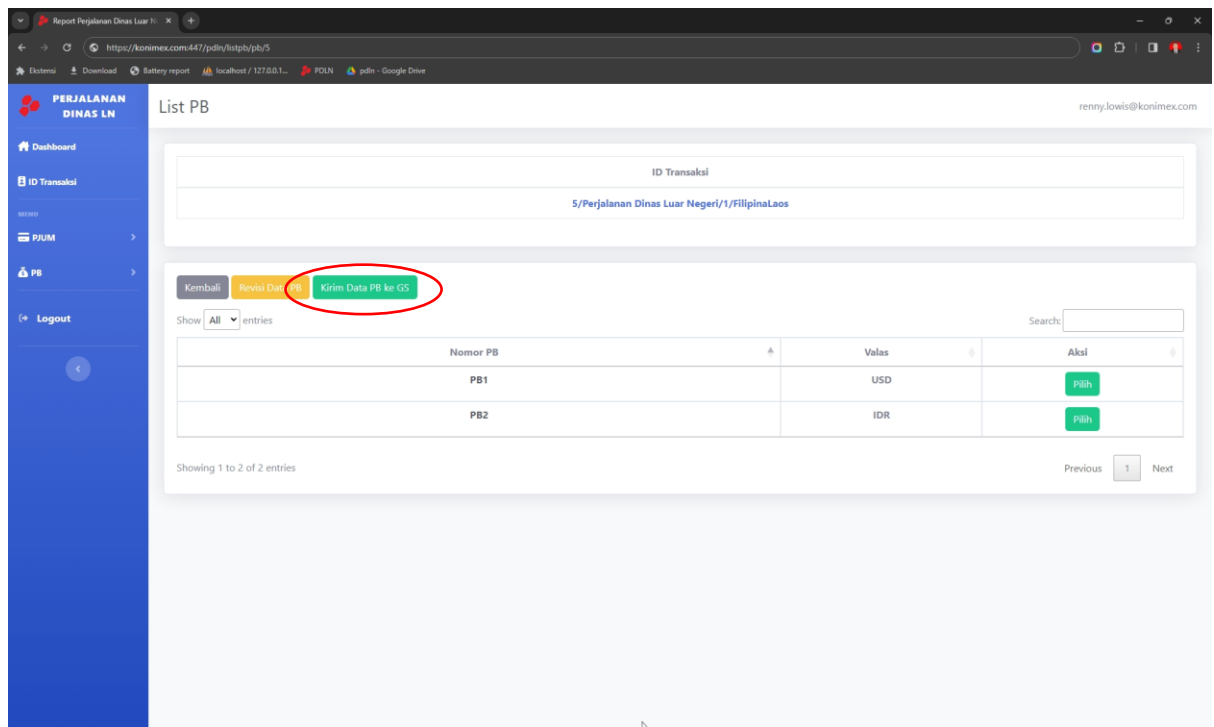 Report Perjalanan Dinas Luar N
https://konimex.com:447/pdln/listpb/pb/5
Ekstensi Download Battery report localhost / 127.0.0.1... PDLN pdln - Google Drive
PERJALANAN
DINAS LN
List PB
renny.lowis@konimex.com
Dashboard
ID Transaksi
MENU
PJUM
PB
Logout
ID Transaksi
5/Perjalanan Dinas Luar Negeri/1/FilipinaLaos
Kembali Revisi Data PB Kirim Data PB ke GS
Show All entries
Search:
Nomor PB Valas Aksi
PB1 USD Pilih
PB2 IDR Pilih
Showing 1 to 2 of 2 entries
Previous 1 Next